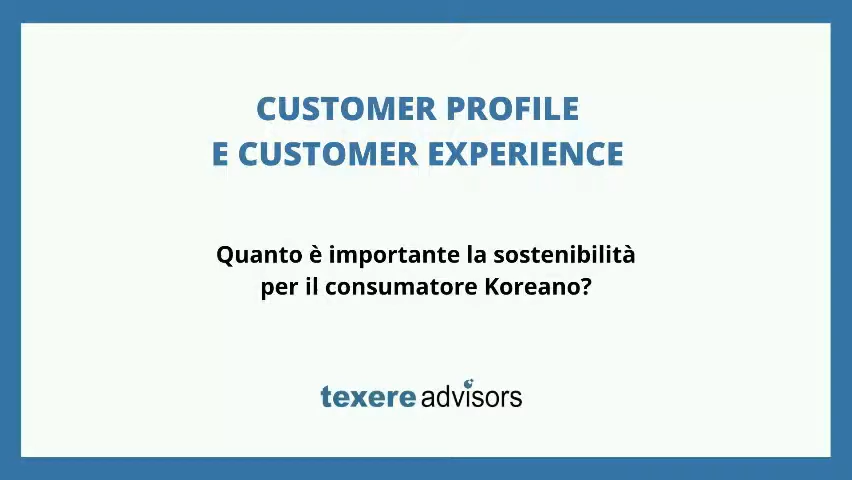 CUSTOMER PROFILE
E CUSTOMER EXPERIENCE
Quanto è importante la sostenibilità
per il consumatore Koreano?
texere advisors